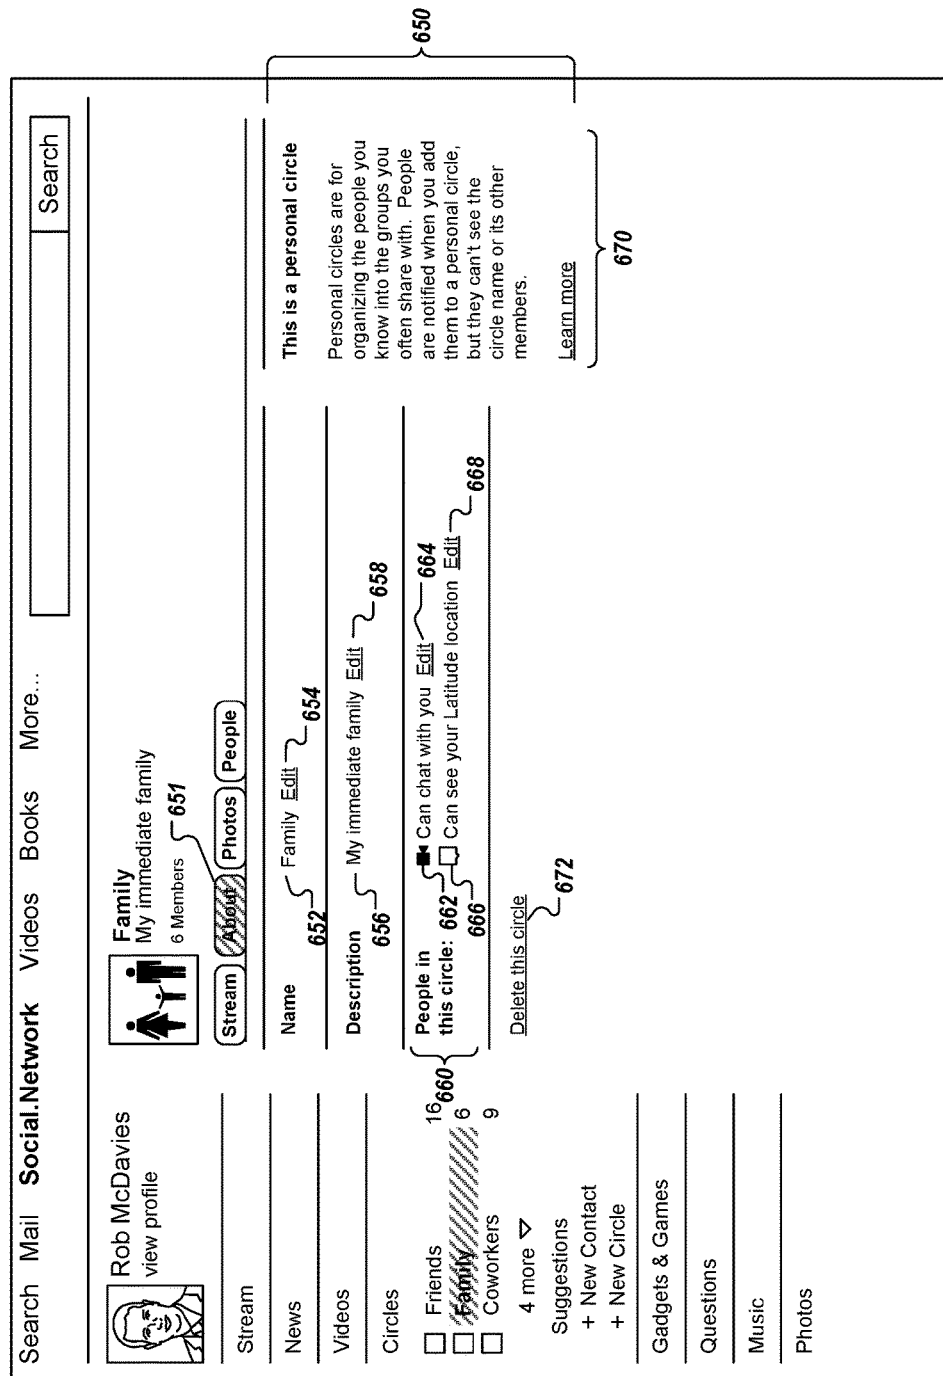 Search Mail Social.Network Videos Books More...
Search
Rob McDavies
view profile
Stream
News
Videos
Circles
Friends 16
Family 6
Coworkers 9
4 more
Suggestions
+ New Contact
+ New Circle
Gadgets & Games
Questions
Music
Photos
Family
My immediate family
6 Members
651
Stream About Photos People
Name 652 Family Edit 654
Description 656 My immediate family Edit 658
660
People in
this circle:
662 Can chat with you Edit 664
666 Can see your Latitude location Edit 668
Delete this circle 672
650
This is a personal circle
Personal circles are for
organizing the people you
know into the groups you
often share with. People
are notified when you add
them to a personal circle,
but they can't see the
circle name or its other
members.
Learn more
670